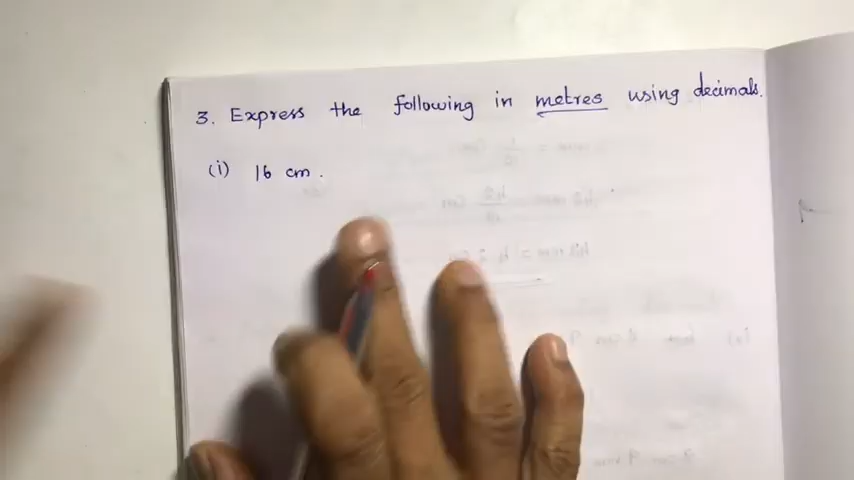 3. Express the following in metres using decimals.
(i) 16 cm.